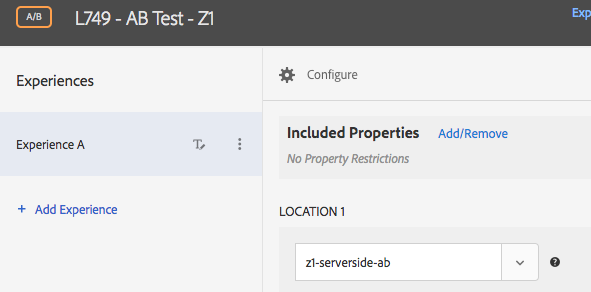 A/B L749 - AB Test - Z1
Exp
Experiences
Configure
Experience A
+ Add Experience
Included Properties Add/Remove
No Property Restrictions
LOCATION 1
z1-serverside-ab